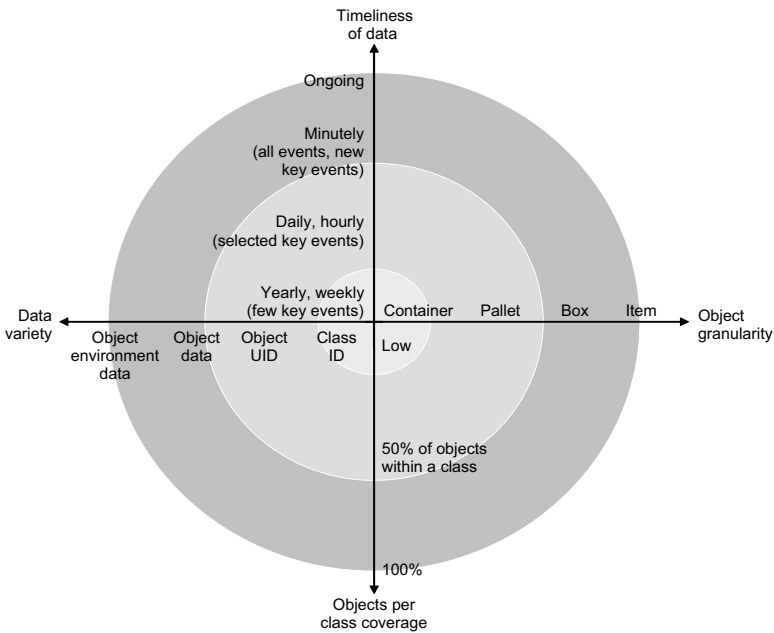 Timeliness
of data
Ongoing
Minutely
(all events, new
key events)
Daily, hourly
(selected key events)
Yearly, weekly
(few key events)
Container
Pallet
Box
Item
Data
variety
Object
granularity
Object
environment
data
Object
data
Object
UID
Class
ID
Low
50% of objects
within a class
100%
Objects per
class coverage